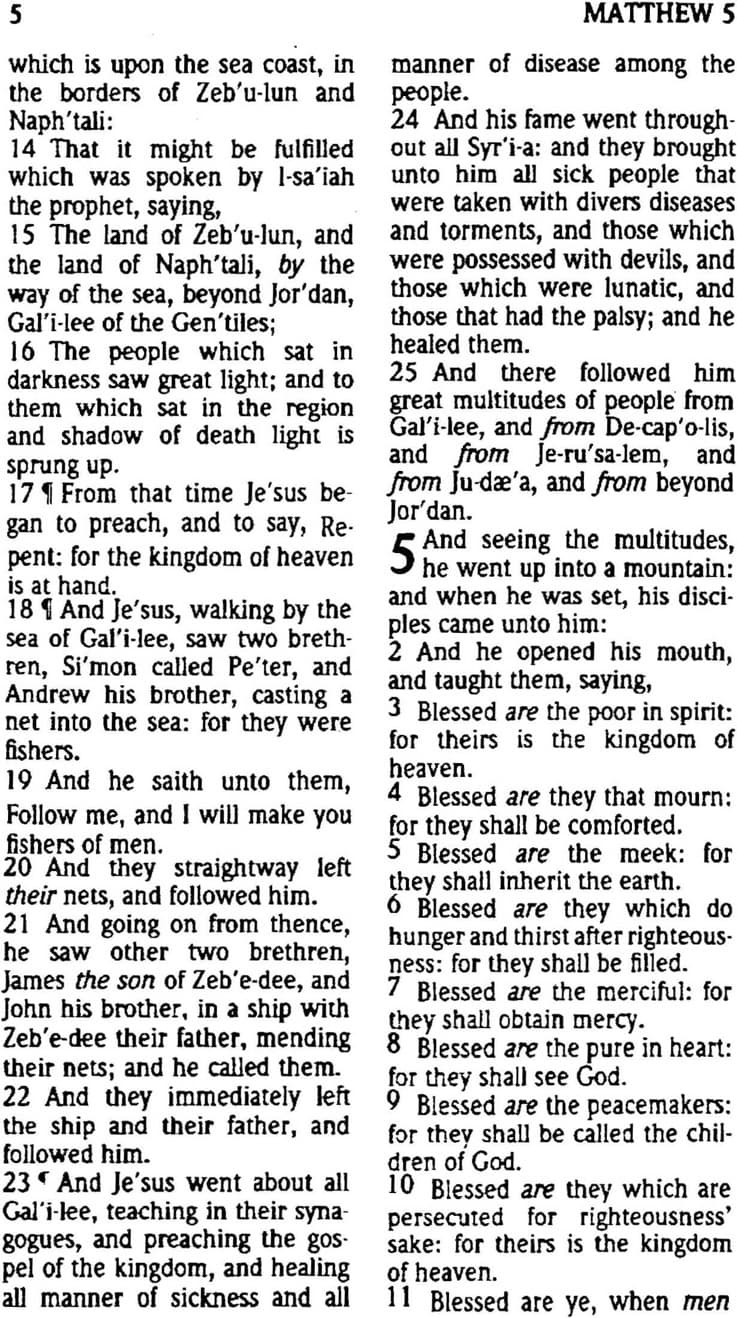 5
MATTHEW 5
which is upon the sea coast, in
the borders of Zeb'u-lun and
Naph'tali:
14 That it might be fulfilled
which was spoken by I-sa'iah
the prophet, saying,
15 The land of Zeb'u-lun, and
the land of Naph'tali, by the
way of the sea, beyond Jor'dan,
Gal'i-lee of the Gen'tiles;
16 The people which sat in
darkness saw great light; and to
them which sat in the region
and shadow of death light is
sprung up.
17 ¶ From that time Je'sus be-
gan to preach, and to say, Re-
pent: for the kingdom of heaven
is at hand.
18 ¶ And Je'sus, walking by the
sea of Gal'i-lee, saw two breth-
ren, Si'mon called Pe'ter, and
Andrew his brother, casting a
net into the sea: for they were
fishers.
19 And he saith unto them,
Follow me, and I will make you
fishers of men.
20 And they straightway left
their nets, and followed him.
21 And going on from thence,
he saw other two brethren,
James the son of Zeb'e-dee, and
John his brother, in a ship with
Zeb'e-dee their father, mending
their nets; and he called them.
22 And they immediately left
the ship and their father, and
followed him.
23 ¶ And Je'sus went about all
Gal'i-lee, teaching in their syna-
gogues, and preaching the gos-
pel of the kingdom, and healing
all manner of sickness and all
manner of disease among the
people.
24 And his fame went through-
out all Syr'i-a: and they brought
unto him all sick people that
were taken with divers diseases
and torments, and those which
were possessed with devils, and
those which were lunatic, and
those that had the palsy; and he
healed them.
25 And there followed him
great multitudes of people from
Gal'i-lee, and from De-cap'o-lis,
and from Je-ru'sa-lem, and
from Ju-dæ'a, and from beyond
Jor'dan.
5 And seeing the multitudes,
he went up into a mountain:
and when he was set, his disci-
ples came unto him:
2 And he opened his mouth,
and taught them, saying,
3 Blessed are the poor in spirit:
for theirs is the kingdom of
heaven.
4 Blessed are they that mourn:
for they shall be comforted.
5 Blessed are the meek: for
they shall inherit the earth.
6 Blessed are they which do
hunger and thirst after righteous-
ness: for they shall be filled.
7 Blessed are the merciful: for
they shall obtain mercy.
8 Blessed are the pure in heart:
for they shall see God.
9 Blessed are the peacemakers:
for they shall be called the chil-
dren of God.
10 Blessed are they which are
persecuted for righteousness'
sake: for theirs is the kingdom
of heaven.
11 Blessed are ye, when men